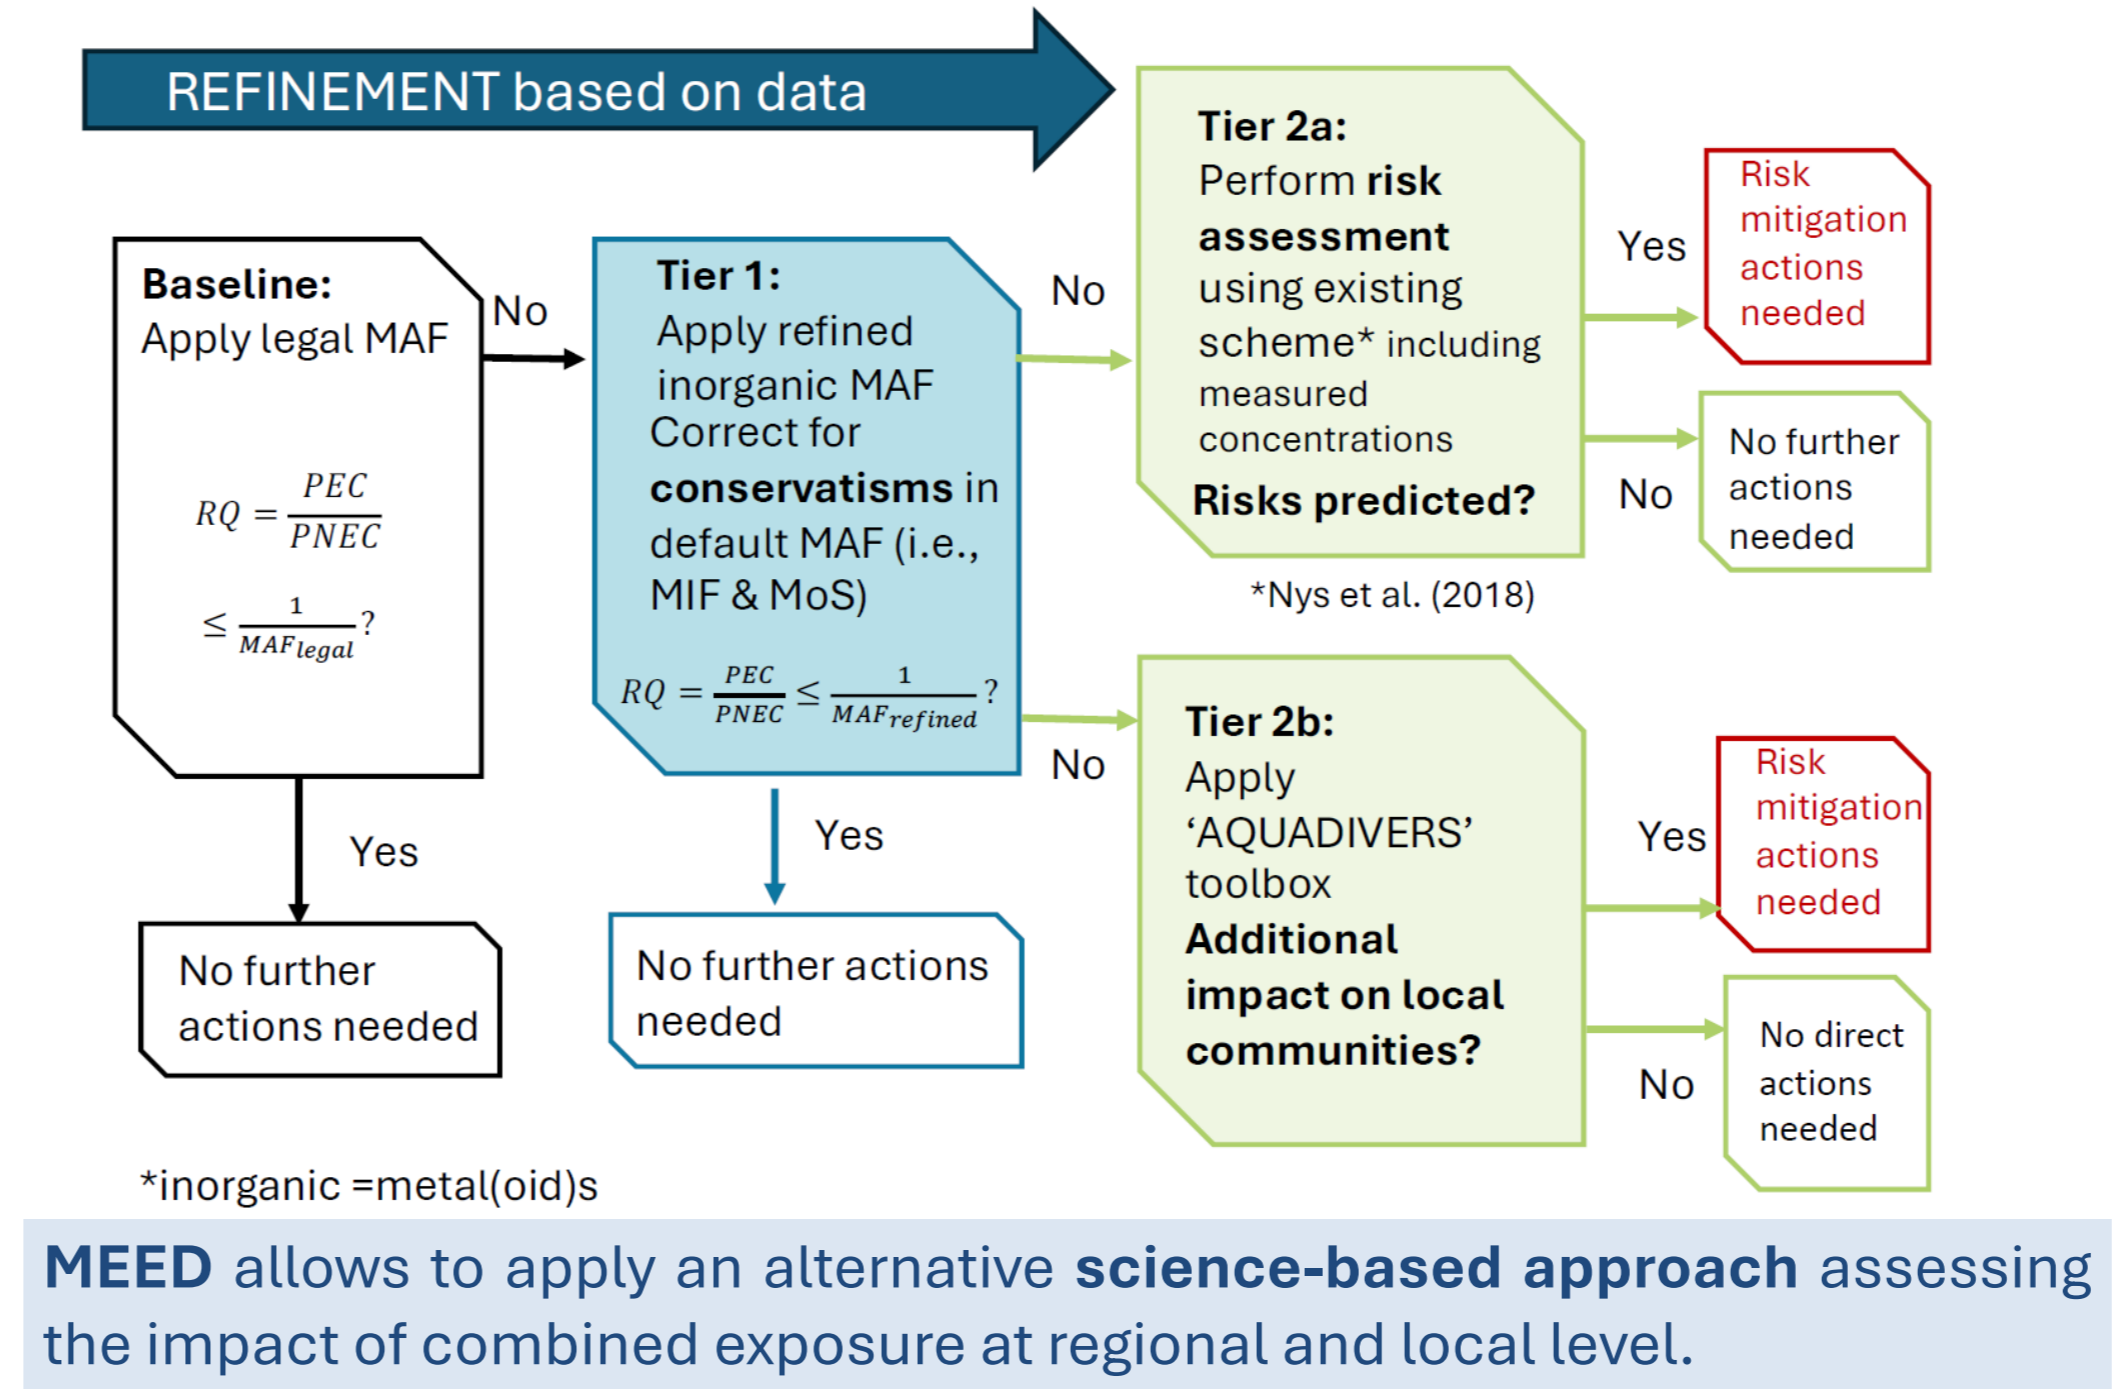 REFINEMENT based on data
Baseline:
Apply legal MAF
RQ = PEC / PNEC
≤ 1 / MAF_legal ?
No
Yes
No further
actions needed
Tier 1:
Apply refined
inorganic MAF
Correct for
conservatisms in
default MAF (i.e.,
MIF & MoS)
RQ = PEC / PNEC ≤ 1 / MAF_refined ?
Yes
No further actions
needed
No
Tier 2a:
Perform risk
assessment
using existing
scheme* including
measured
concentrations
Risks predicted?
*Nys et al. (2018)
Yes
Risk
mitigation
actions
needed
No
No further
actions
needed
No
Tier 2b:
Apply
‘AQUADIVERS’
toolbox
Additional
impact on local
communities?
Yes
Risk
mitigation
actions
needed
No
No direct
actions
needed
*inorganic =metal(oid)s
MEED allows to apply an alternative science-based approach assessing
the impact of combined exposure at regional and local level.